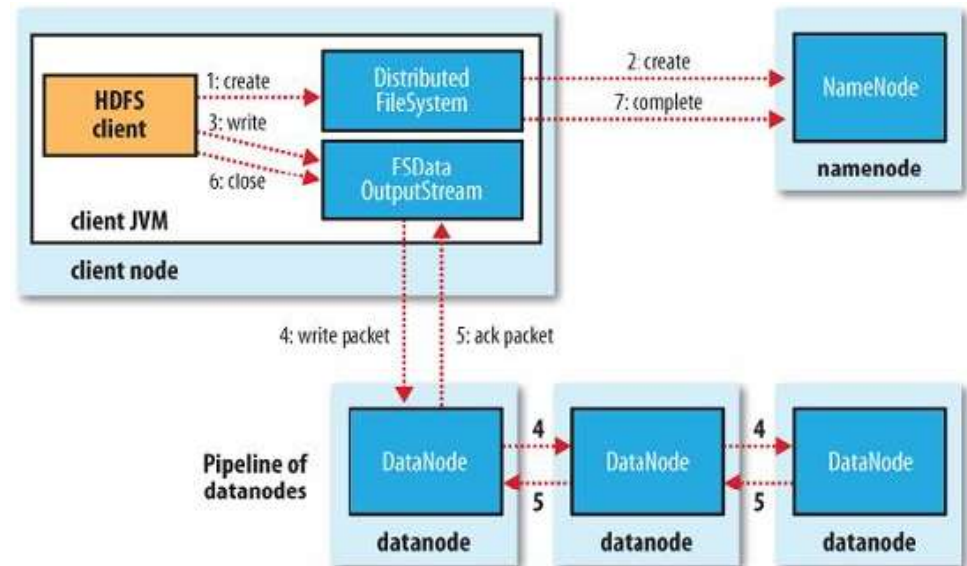 HDFS
client
1: create
3: write
6: close
Distributed
FileSystem
FSData
OutputStream
client JVM
client node
2: create
7: complete
NameNode
namenode
4: write packet
5: ack packet
Pipeline of
datanodes
DataNode
4
5
DataNode
4
5
DataNode
datanode
datanode
datanode